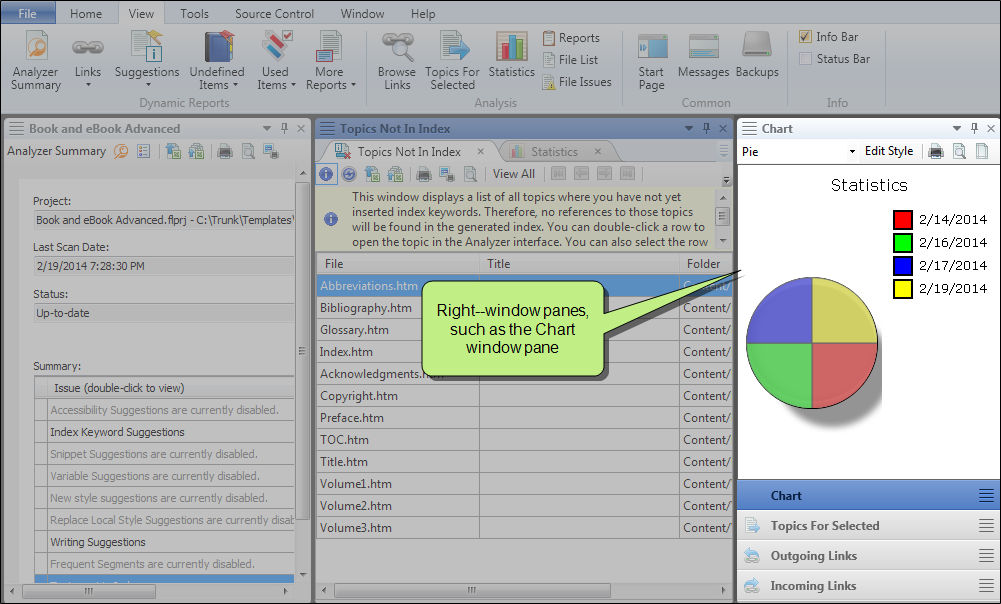 File Home View Tools Source Control Window Help
Analyzer Summary
Links
Suggestions
Undefined Items
Used Items
More Reports
Dynamic Reports
Browse Links
Topics For Selected
Statistics
Reports
File List
File Issues
Analysis
Start Page
Messages
Backups
Common
Info Bar
Status Bar
Info
Book and eBook Advanced
Analyzer Summary
Project:
Book and eBook Advanced.flprj - C:\Trunk\Templates\
Last Scan Date:
2/19/2014 7:28:30 PM
Status:
Up-to-date
Summary:
Issue (double-click to view)
Accessibility Suggestions are currently disabled.
Index Keyword Suggestions
Snippet Suggestions are currently disabled.
Variable Suggestions are currently disabled.
New style suggestions are currently disabled.
Replace Local Style Suggestions are currently disab
Writing Suggestions
Frequent Segments are currently disabled.
Topics Not In Index
Topics Not In Index Statistics
View All
This window displays a list of all topics where you have not yet
inserted index keywords. Therefore, no references to those topics
will be found in the generated index. You can double-click a row to
open the topic in the Analyzer interface. You can also select the row
File Title Folder
Abbreviations.htm
Bibliography.htm Content/
Glossary.htm Content/
Index.htm Content/
Acknowledgments.htm Content/
Copyright.htm Content/
Preface.htm Content/
TOC.htm Content/
Title.htm Content/
Volume1.htm Content/
Volume2.htm Content/
Volume3.htm Content/
Right--window panes,
such as the Chart
window pane
Chart
Pie Edit Style
Statistics
2/14/2014
2/16/2014
2/17/2014
2/19/2014
Chart
Topics For Selected
Outgoing Links
Incoming Links